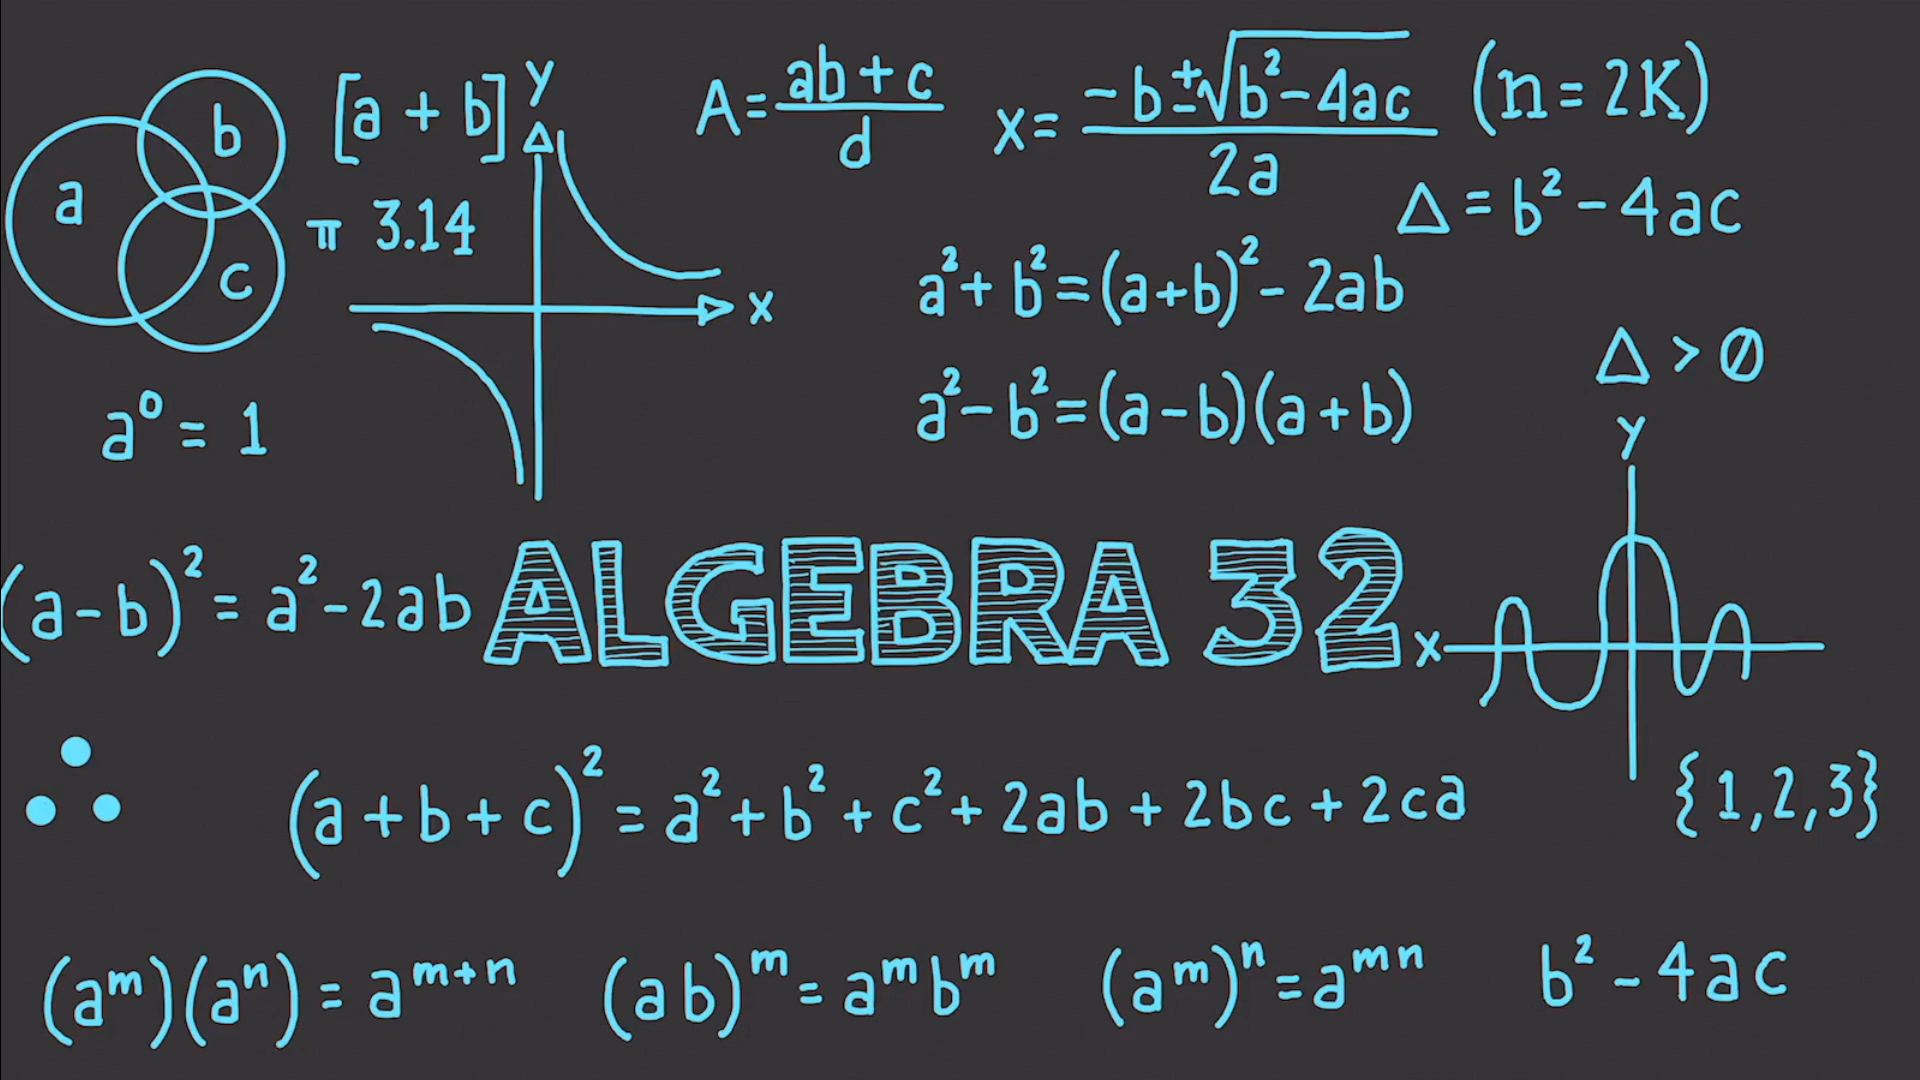 b
a
c
[a + b]
π 3.14
a⁰ = 1
y
x
A = (ab + c) / d
x = (-b ± √(b² - 4ac)) / 2a
(n = 2K)
Δ = b² - 4ac
a² + b² = (a+b)² - 2ab
a² - b² = (a-b)(a+b)
Δ > 0
(a-b)² = a² - 2ab
ALGEBRA 32
y
x
∴
(a + b + c)² = a² + b² + c² + 2ab + 2bc + 2ca
{1,2,3}
(aᵐ)(aⁿ) = aᵐ⁺ⁿ
(ab)ᵐ = aᵐbᵐ
(aᵐ)ⁿ = aᵐⁿ
b² - 4ac